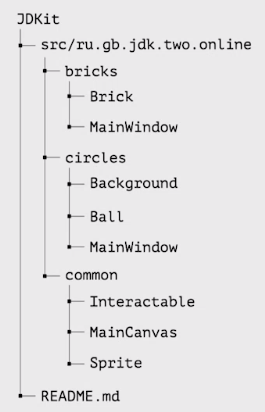 JDKit
src/ru.gb.jdk.two.online
bricks
Brick
MainWindow
circles
Background
Ball
MainWindow
common
Interactable
MainCanvas
Sprite
README.md